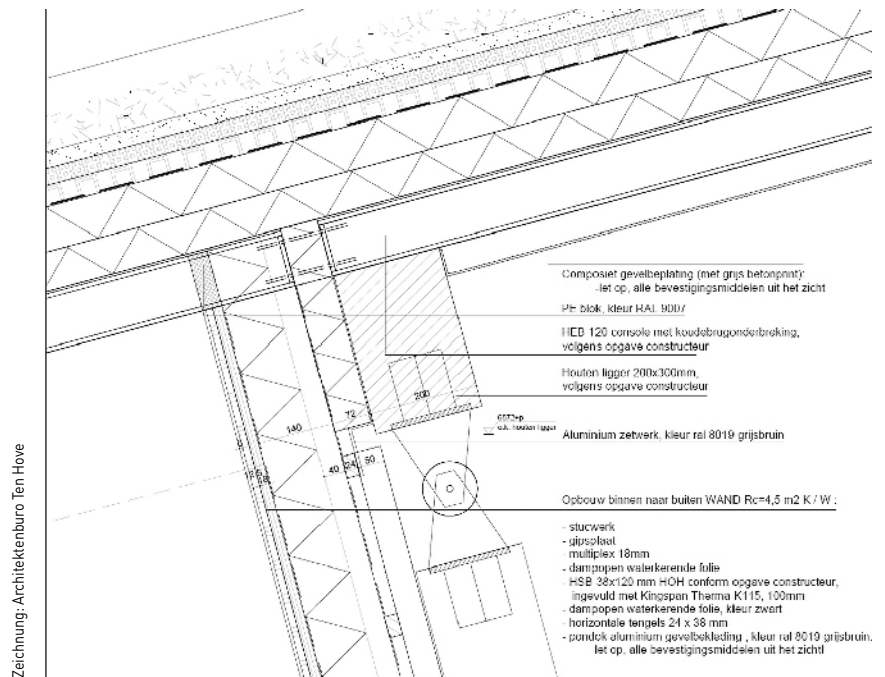 Composiet gevelbeplating (met grijs betonprint):
-let op, alle bevestigingsmiddelen uit het zicht
PE blok, kleur RAL 9007
HEB 120 console met koudebrugonderbreking,
volgens opgave constructeur
Houten ligger 200x300mm,
volgens opgave constructeur
200
72
6573+p
o.k. houten ligger
Aluminium zetwerk, kleur ral 8019 grijsbruin
140
40 24 50
Opbouw binnen naar buiten WAND Rc=4,5 m2 K / W :
- stucwerk
- gipsplaat
- multiplex 18mm
- dampopen waterkerende folie
- HSB 38x120 mm HOH conform opgave constructeur,
ingevuld met Kingspan Therma K115, 100mm
- dampopen waterkerende folie, kleur zwart
- horizontale tengels 24 x 38 mm
- pondok aluminium gevelbekleding , kleur ral 8019 grijsbruin.
let op, alle bevestigingsmiddelen uit het zicht!
Zeichnung: Architektenburo Ten Hove